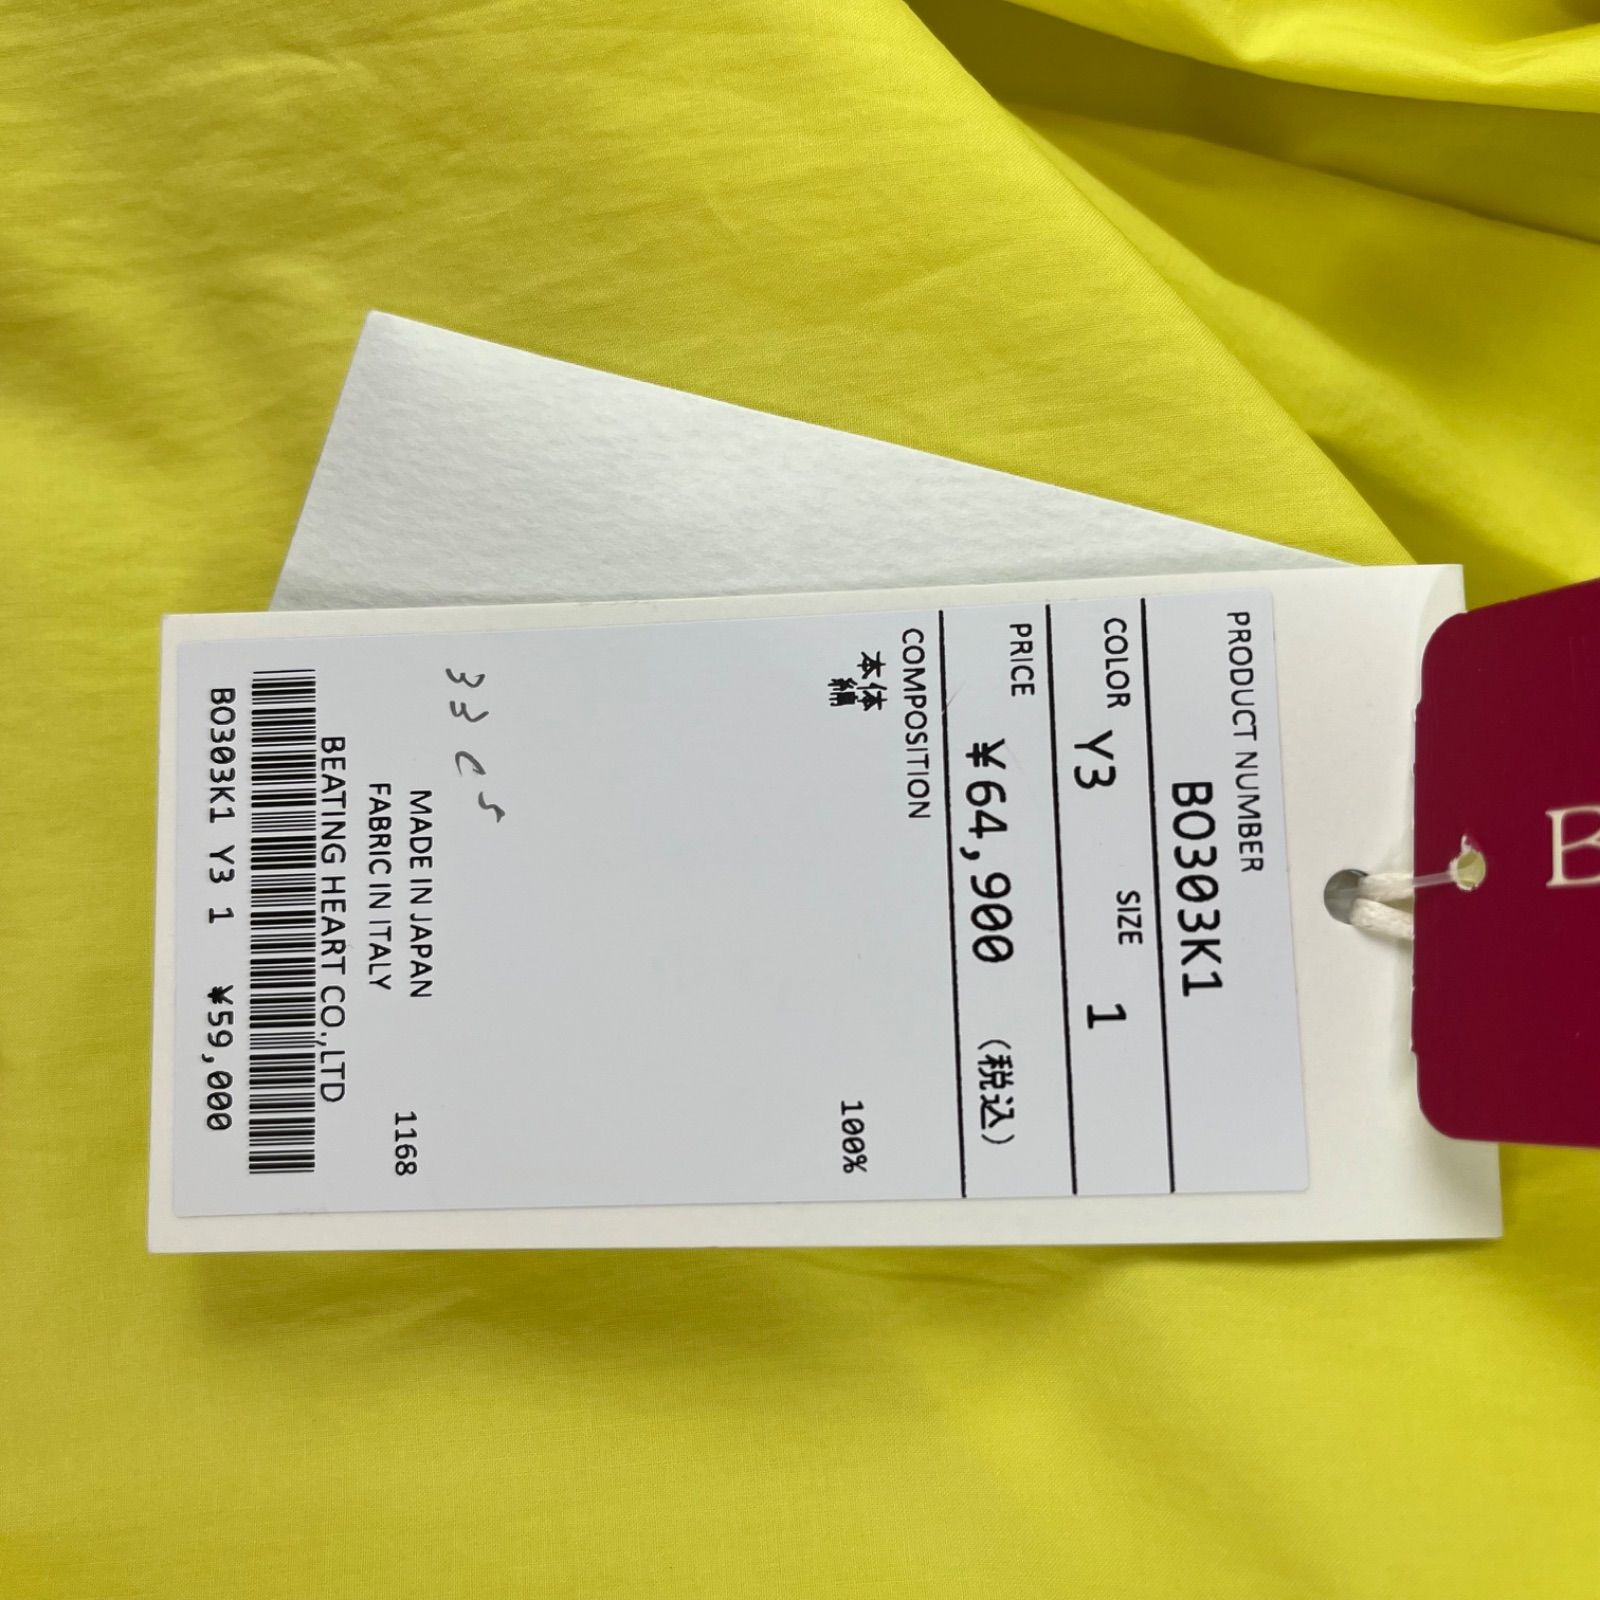 PRODUCT NUMBER
BO303K1
COLOR Y3 SIZE 1
PRICE ¥64,900 (税込)
COMPOSITION
本体
絹 100%
MADE IN JAPAN
FABRIC IN ITALY 1168
BEATING HEART CO.,LTD
BO303K1 Y3 1 ¥59,000
B